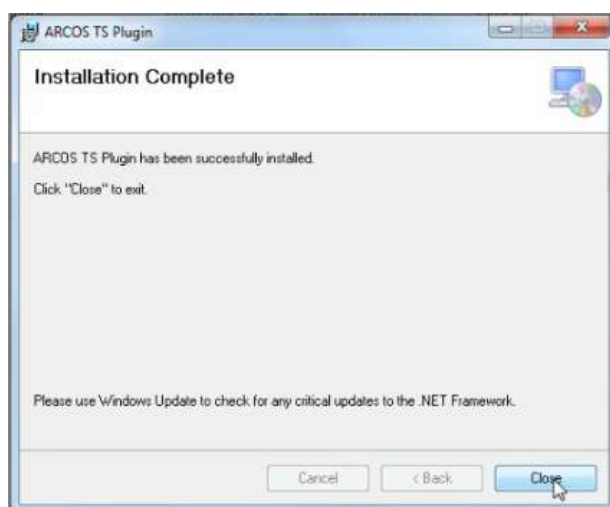 ARCOS TS Plugin
Installation Complete
ARCOS TS Plugin has been successfully installed.
Click "Close" to exit.
Please use Windows Update to check for any critical updates to the .NET Framework.
Cancel
< Back
Close